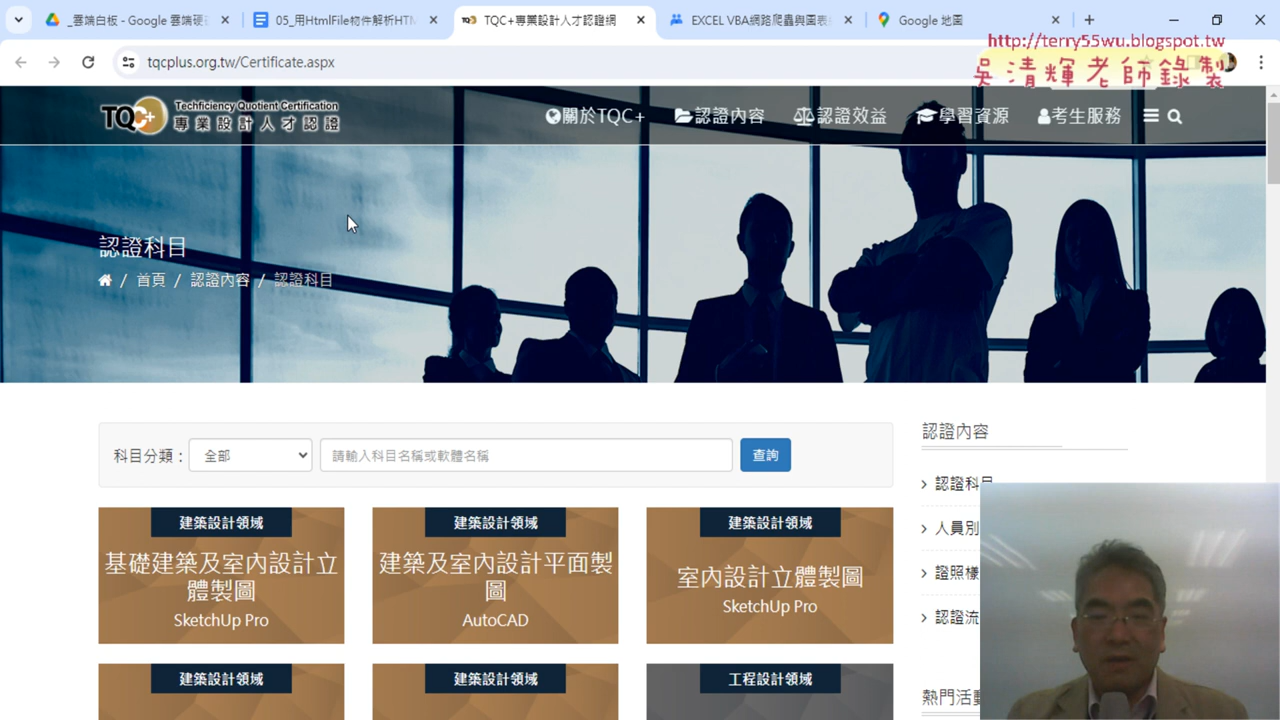 _雲端白板 - Google 雲端硬
05_用HtmlFile物件解析HTM
TQC+專業設計人才認證網
EXCEL VBA網路爬蟲與圖表
Google 地圖
http://terry55wu.blogspot.tw
tqcplus.org.tw/Certificate.aspx
吳清輝老師錄製
TQC+
Techficiency Quotient Certification
專業設計人才認證
關於TQC+
認證內容
認證效益
學習資源
考生服務
認證科目
/ 首頁 / 認證內容 / 認證科目
科目分類：
全部
請輸入科目名稱或軟體名稱
查詢
認證內容
認證科目
人員別
證照樣
認證流
熱門活動
建築設計領域
基礎建築及室內設計立
體製圖
SketchUp Pro
建築設計領域
建築及室內設計平面製
圖
AutoCAD
建築設計領域
室內設計立體製圖
SketchUp Pro
建築設計領域
建築設計領域
工程設計領域